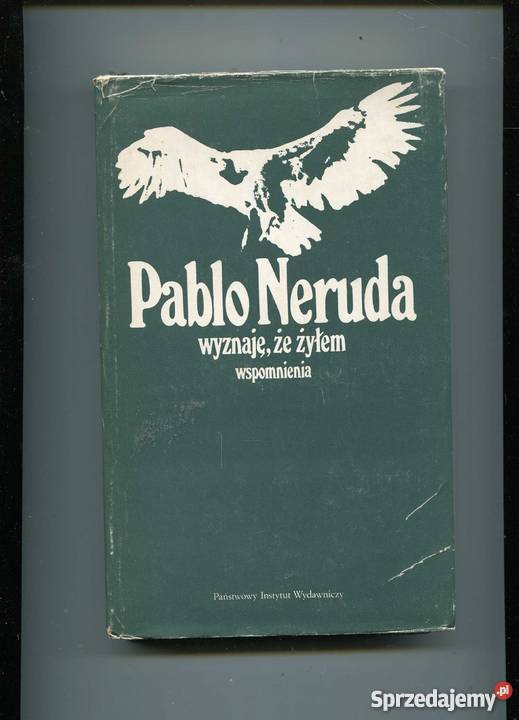 Pablo Neruda
wyznaję, że żyłem
wspomnienia
Państwowy Instytut Wydawniczy
Sprzedajemy.pl